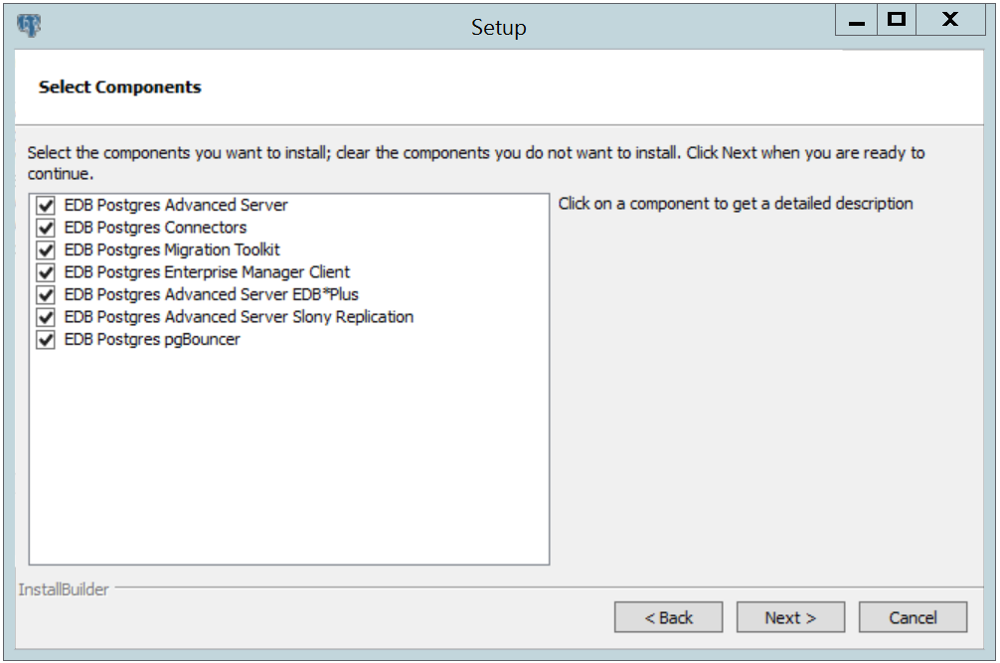 Setup
Select Components
Select the components you want to install; clear the components you do not want to install. Click Next when you are ready to
continue.
EDB Postgres Advanced Server
EDB Postgres Connectors
EDB Postgres Migration Toolkit
EDB Postgres Enterprise Manager Client
EDB Postgres Advanced Server EDB*Plus
EDB Postgres Advanced Server Slony Replication
EDB Postgres pgBouncer
Click on a component to get a detailed description
InstallBuilder
< Back
Next >
Cancel